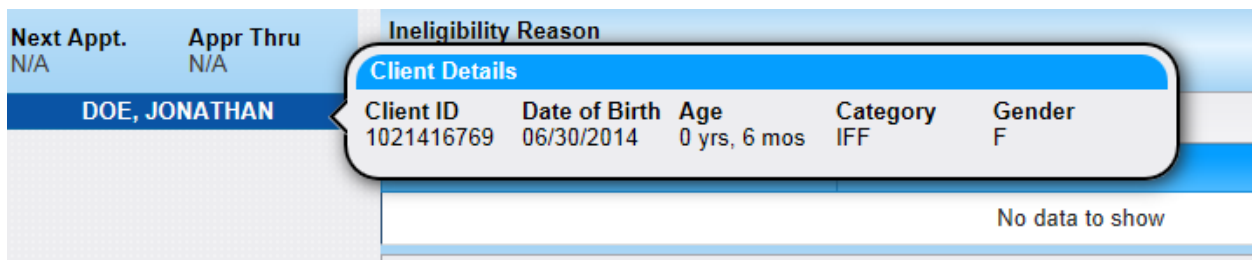 Next Appt. Appr Thru Ineligibility Reason
N/A N/A
Client Details
DOE, JONATHAN
Client ID Date of Birth Age Category Gender
1021416769 06/30/2014 0 yrs, 6 mos IFF F
No data to show